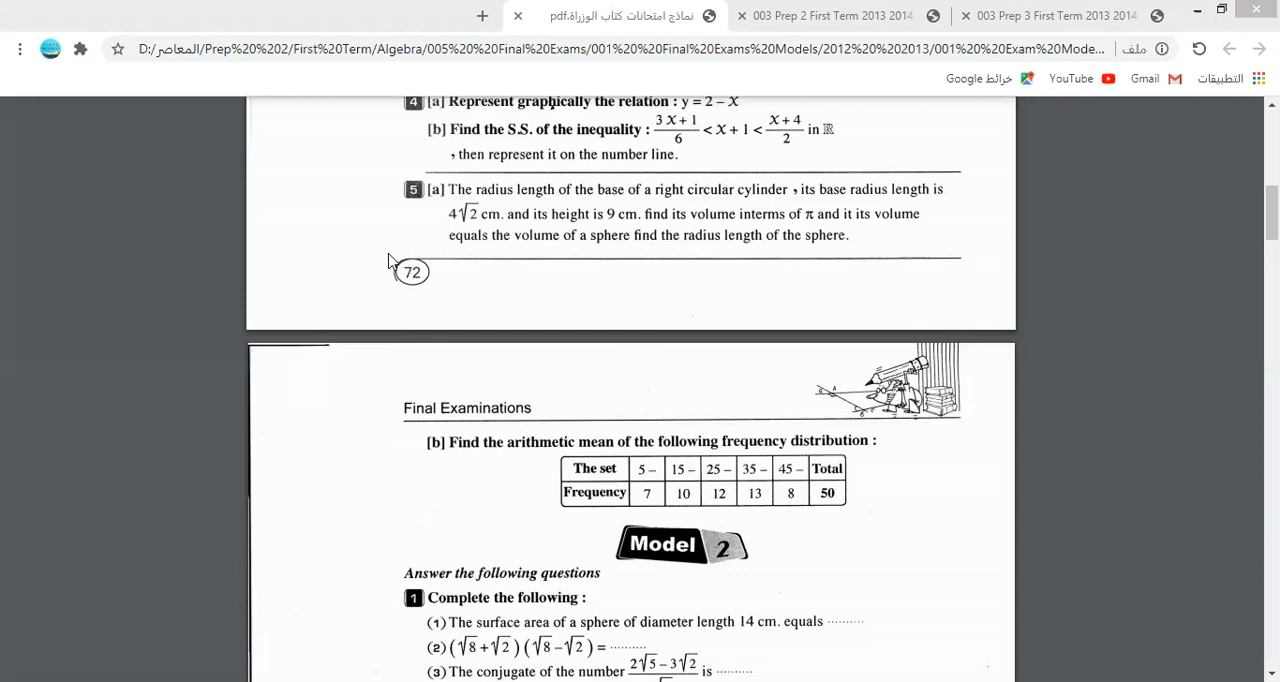 نماذج امتحانات كتاب الوزراة.pdf
003 Prep 2 First Term 2013 2014
003 Prep 3 First Term 2013 2014
D:/المعاصر/Prep%20%202/First%20Term/Algebra/005%20%20Final%20Exams/001%20%20Final%20Exam%20Models/2012%20%202013/001%20%20Exam%20Mode...
ملف
خرائط Google
YouTube
Gmail
التطبيقات
4 [a] Represent graphically the relation : y = 2 – X
[b] Find the S.S. of the inequality : (3 X + 1)/6 < X + 1 < (X + 4)/2 in ℝ
, then represent it on the number line.
5 [a] The radius length of the base of a right circular cylinder , its base radius length is
4√2 cm. and its height is 9 cm. find its volume interms of π and it its volume
equals the volume of a sphere find the radius length of the sphere.
72
Final Examinations
[b] Find the arithmetic mean of the following frequency distribution :
The set 5 – 15 – 25 – 35 – 45 – Total
Frequency 7 10 12 13 8 50
Model 2
Answer the following questions
1 Complete the following :
(1) The surface area of a sphere of diameter length 14 cm. equals ·········
(2) (√8 + √2) (√8 – √2) = ·········
(3) The conjugate of the number 2√5 – 3√2 is ·········